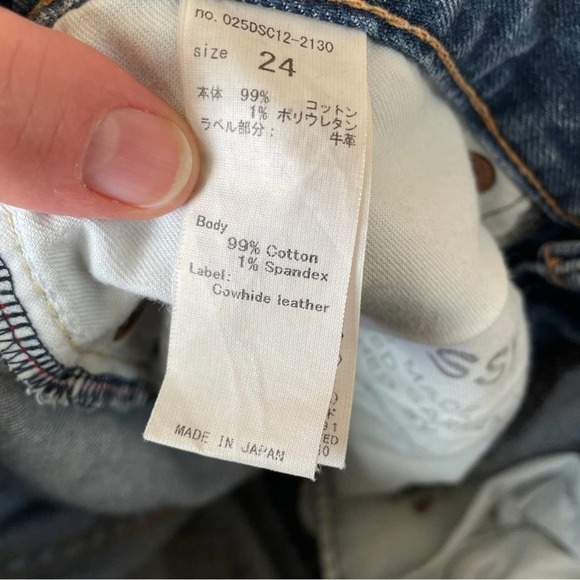 no. 025DSC12-2130
size 24
本体 99% コットン
1% ポリウレタン
ラベル部分: 牛革
Body
99% Cotton
1% Spandex
Label:
Cowhide leather
MADE IN JAPAN